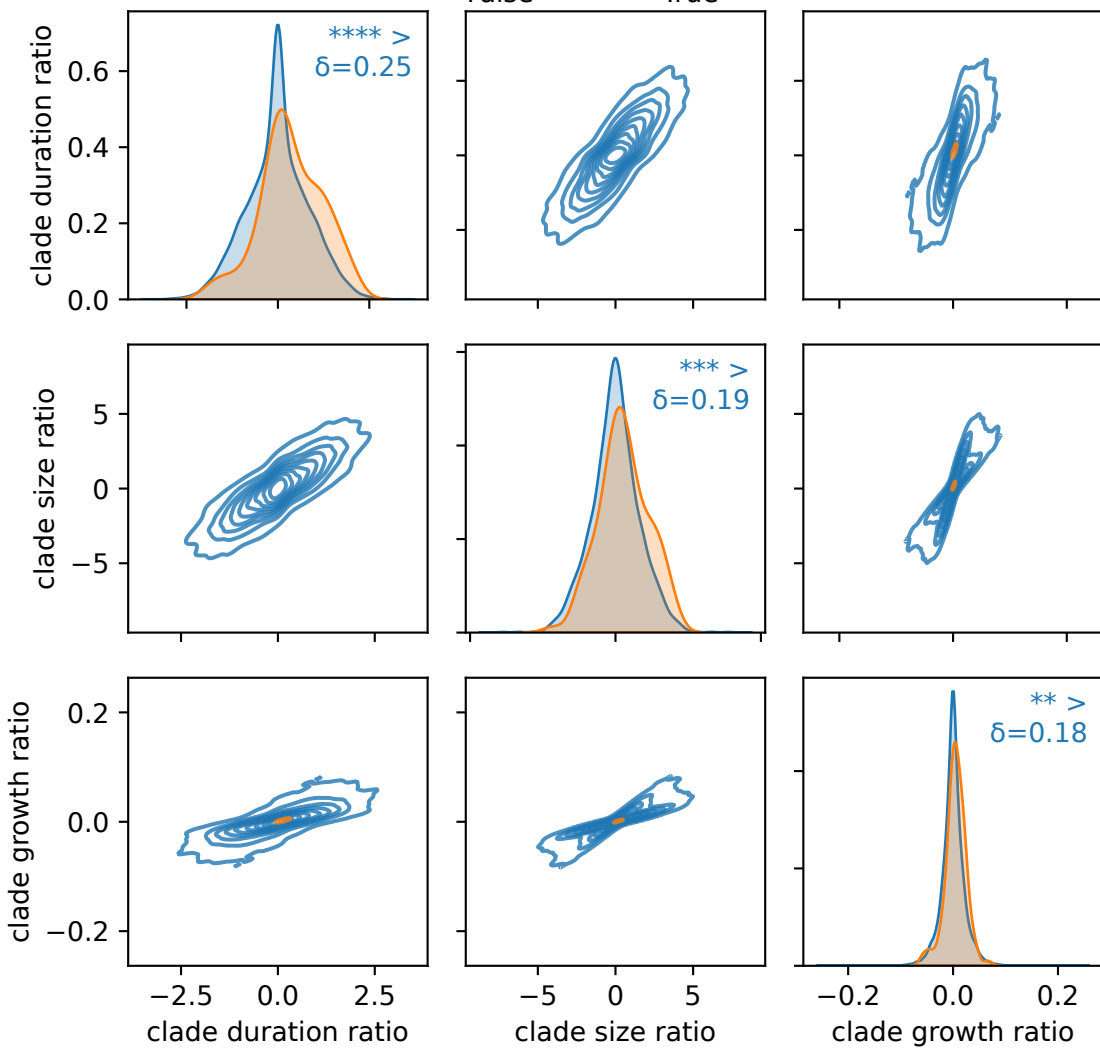 clade duration ratio
0.6
0.4
0.2
0.0
**** >
δ=0.25
clade size ratio
5
0
−5
*** >
δ=0.19
clade growth ratio
0.2
0.0
−0.2
** >
δ=0.18
−2.5 0.0 2.5
−5 0 5
−0.2 0.0 0.2
clade duration ratio
clade size ratio
clade growth ratio